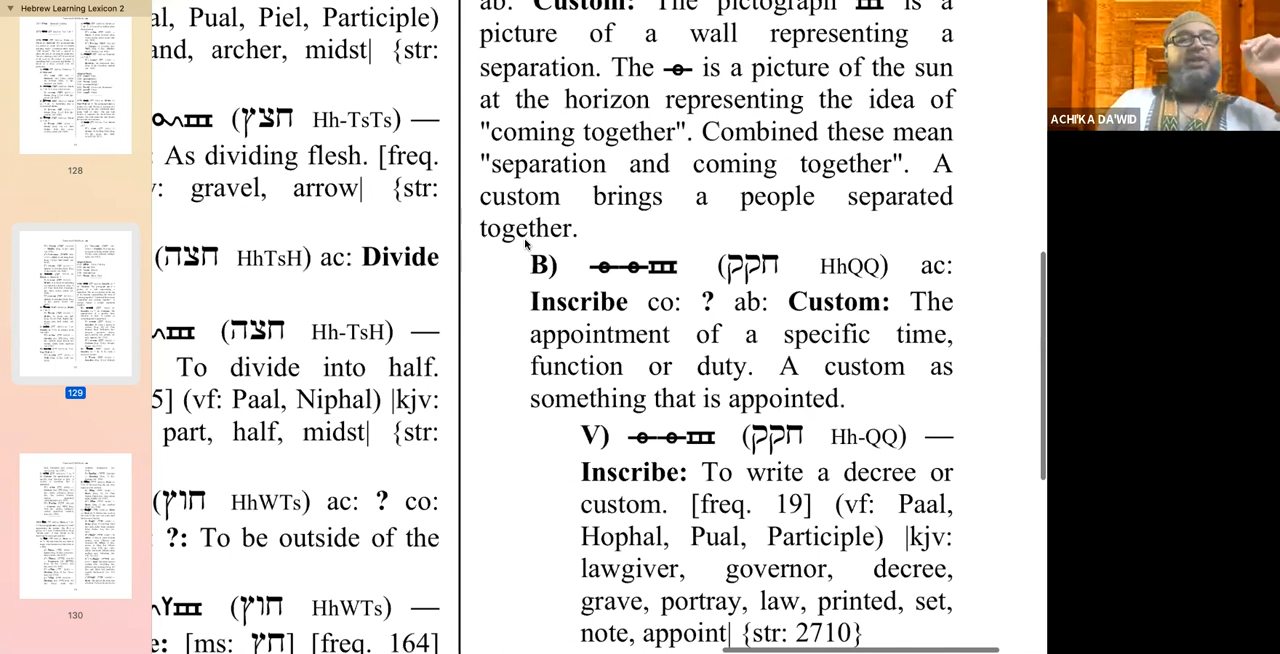 Hebrew Learning Lexicon 2
128
129
130
al, Pual, Piel, Participle)
and, archer, midst| {str:
(חצץ Hh-TsTs) —
: As dividing flesh. [freq.
v: gravel, arrow| {str:
(חצה HhTsH) ac: Divide
(חצה Hh-TsH) —
To divide into half.
5] (vf: Paal, Niphal) |kjv:
part, half, midst| {str:
(חוץ HhWTs) ac: ? co:
?: To be outside of the
(חוץ HhWTs) —
e: [ms: חץ] [freq. 164]
ab: Custom: The pictograph is a
picture of a wall representing a
separation. The is a picture of the sun
at the horizon representing the idea of
"coming together". Combined these mean
"separation and coming together". A
custom brings a people separated
together.
B) (חקק HhQQ) ac:
Inscribe co: ? ab: Custom: The
appointment of a specific time,
function or duty. A custom as
something that is appointed.
V) (חקק Hh-QQ) —
Inscribe: To write a decree or
custom. [freq. 19] (vf: Paal,
Hophal, Pual, Participle) |kjv:
lawgiver, governor, decree,
grave, portray, law, printed, set,
note, appoint| {str: 2710}
ACHI'KA DA'WID